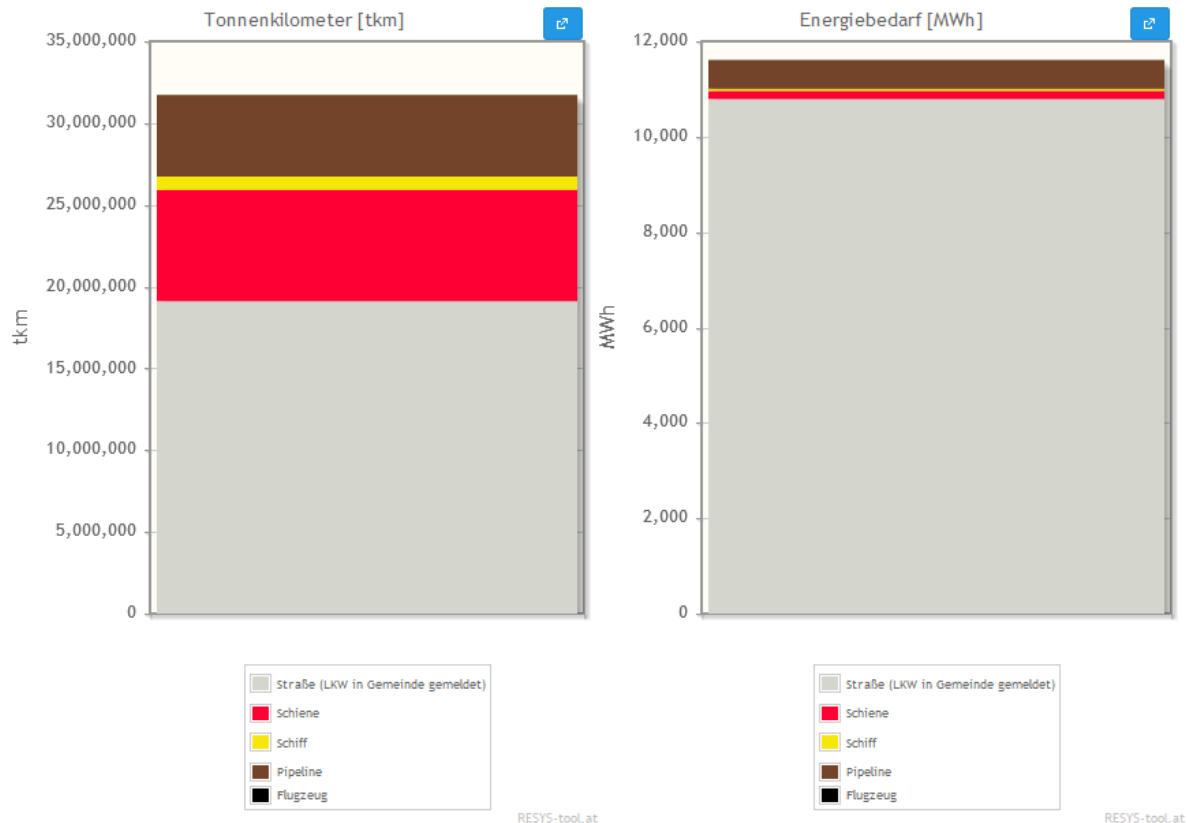 Tonnenkilometer [tkm]
35,000,000
30,000,000
25,000,000
20,000,000
15,000,000
10,000,000
5,000,000
0
tkm
Straße (LKW in Gemeinde gemeldet)
Schiene
Schiff
Pipeline
Flugzeug
RESYS-tool.at
Energiebedarf [MWh]
12,000
10,000
8,000
6,000
4,000
2,000
0
MWh
Straße (LKW in Gemeinde gemeldet)
Schiene
Schiff
Pipeline
Flugzeug
RESYS-tool.at